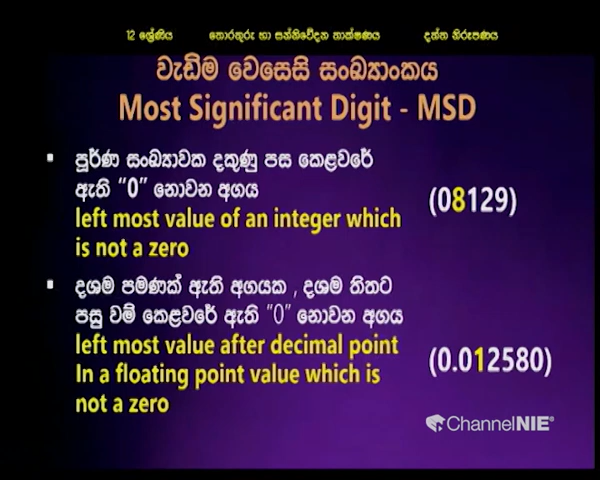 12 ශ්‍රේණිය තොරතුරු හා සන්නිවේදන තාක්ෂණය දත්ත නිරූපණය
වැඩිම වෙසෙසි සංඛ්‍යාංකය
Most Significant Digit - MSD
පූර්ණ සංඛ්‍යාවක දකුණු පස කෙළවරේ
ඇති “0” නොවන අගය
(08129)
left most value of an integer which
is not a zero
දශම පමණක් ඇති අගයක , දශම තිතට
පසු වම් කෙළවරේ ඇති “0” නොවන අගය
left most value after decimal point
(0.012580)
In a floating point value which is
not a zero
ChannelNIE®